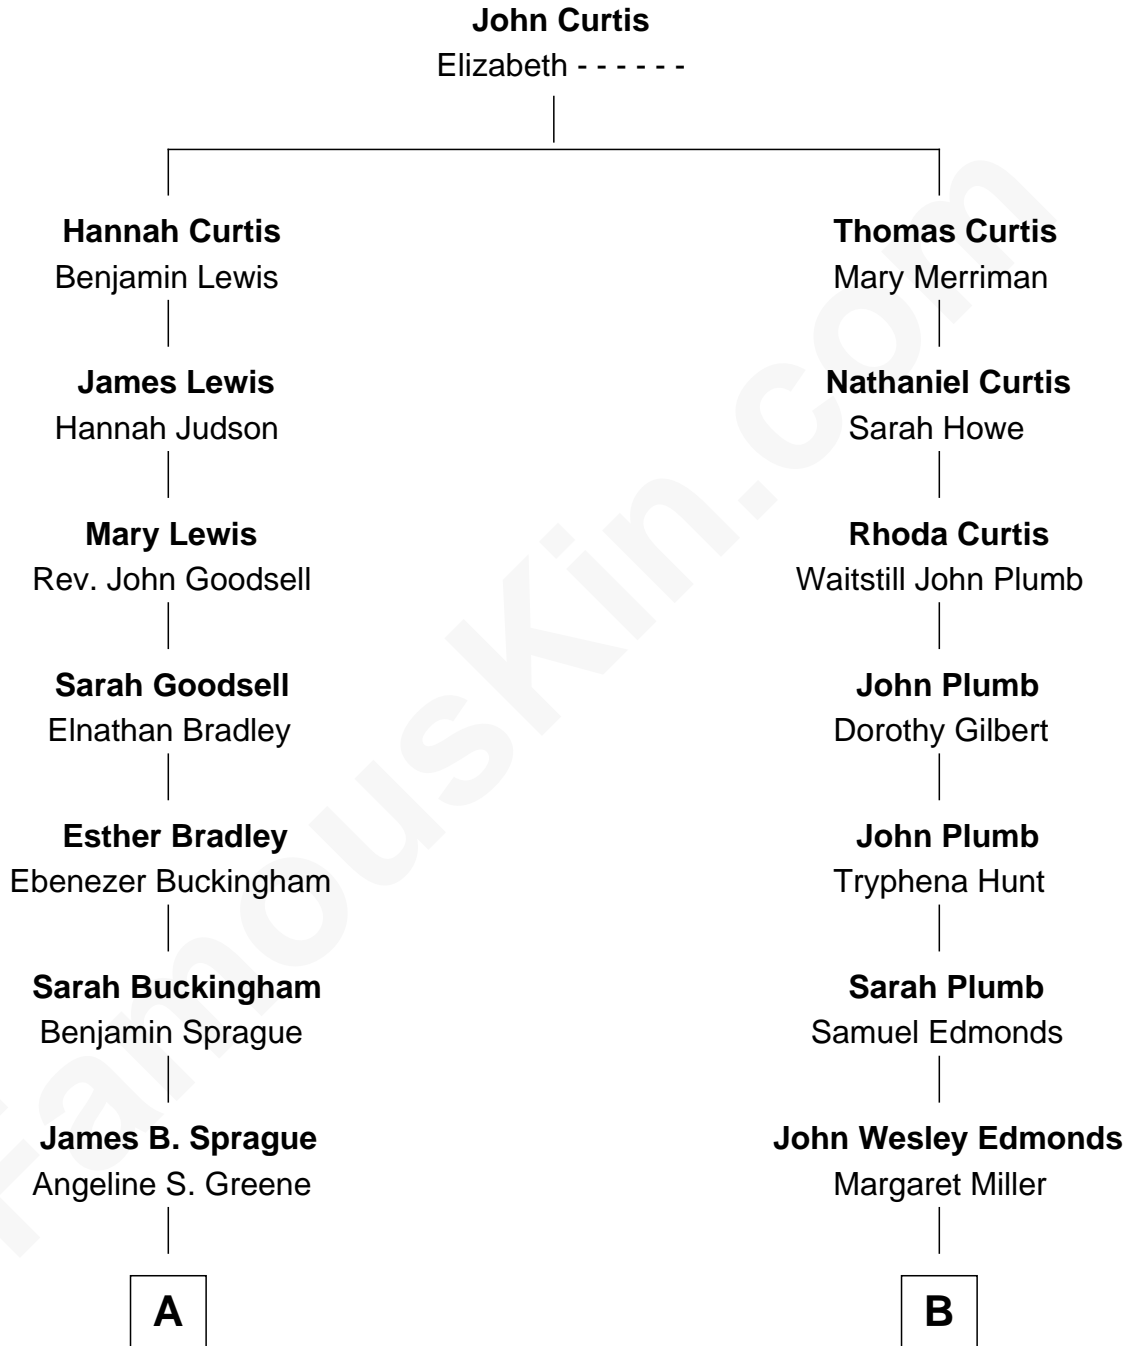 John Curtis
Elizabeth - - - - - -
Hannah Curtis
Benjamin Lewis
Thomas Curtis
Mary Merriman
James Lewis
Hannah Judson
Nathaniel Curtis
Sarah Howe
Mary Lewis
Rev. John Goodsell
Rhoda Curtis
Waitstill John Plumb
Sarah Goodsell
Elnathan Bradley
John Plumb
Dorothy Gilbert
Esther Bradley
Ebenezer Buckingham
John Plumb
Tryphena Hunt
Sarah Buckingham
Benjamin Sprague
Sarah Plumb
Samuel Edmonds
James B. Sprague
Angeline S. Greene
John Wesley Edmonds
Margaret Miller
A
B
FamousKin.com